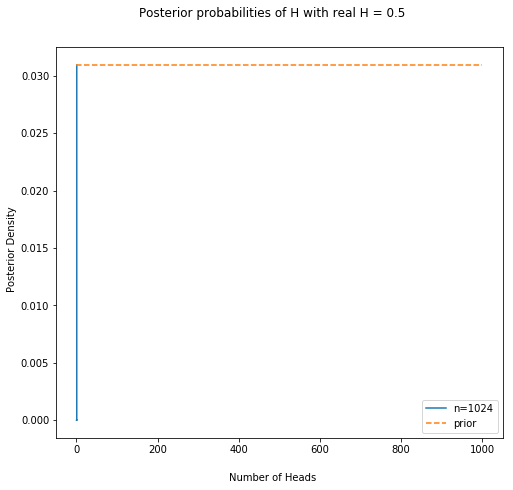 Posterior probabilities of H with real H = 0.5
0.030
0.025
0.020
0.015
0.010
0.005
0.000
Posterior Density
0 200 400 600 800 1000
Number of Heads
n=1024
prior